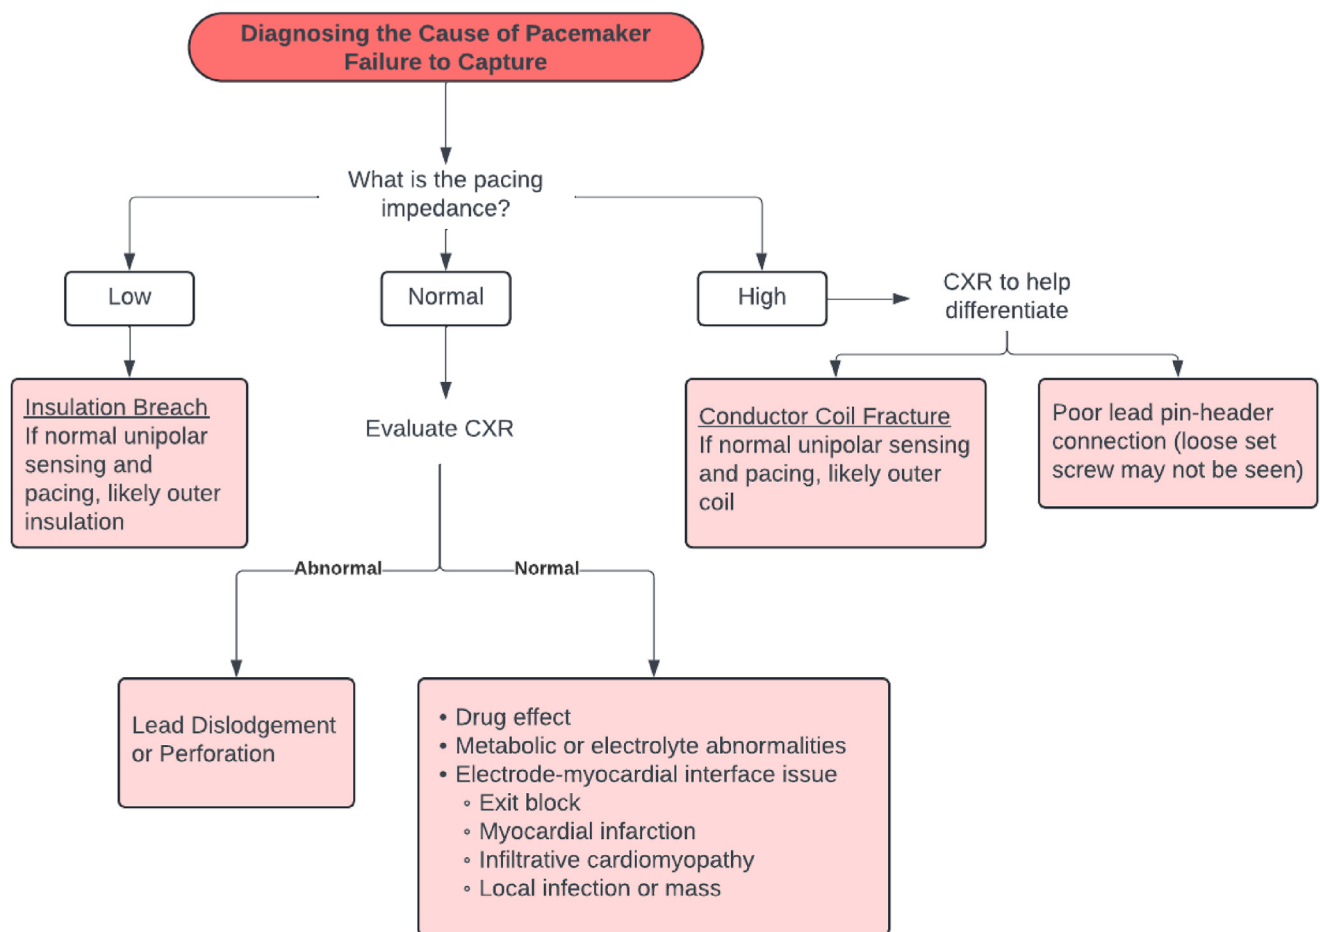 Diagnosing the Cause of Pacemaker
Failure to Capture
What is the pacing
impedance?
Low
Normal
High
CXR to help
differentiate
Insulation Breach
If normal unipolar
sensing and
pacing, likely outer
insulation
Evaluate CXR
Conductor Coil Fracture
If normal unipolar sensing
and pacing, likely outer
coil
Poor lead pin-header
connection (loose set
screw may not be seen)
Abnormal
Normal
Lead Dislodgement
or Perforation
• Drug effect
• Metabolic or electrolyte abnormalities
• Electrode-myocardial interface issue
◦ Exit block
◦ Myocardial infarction
◦ Infiltrative cardiomyopathy
◦ Local infection or mass